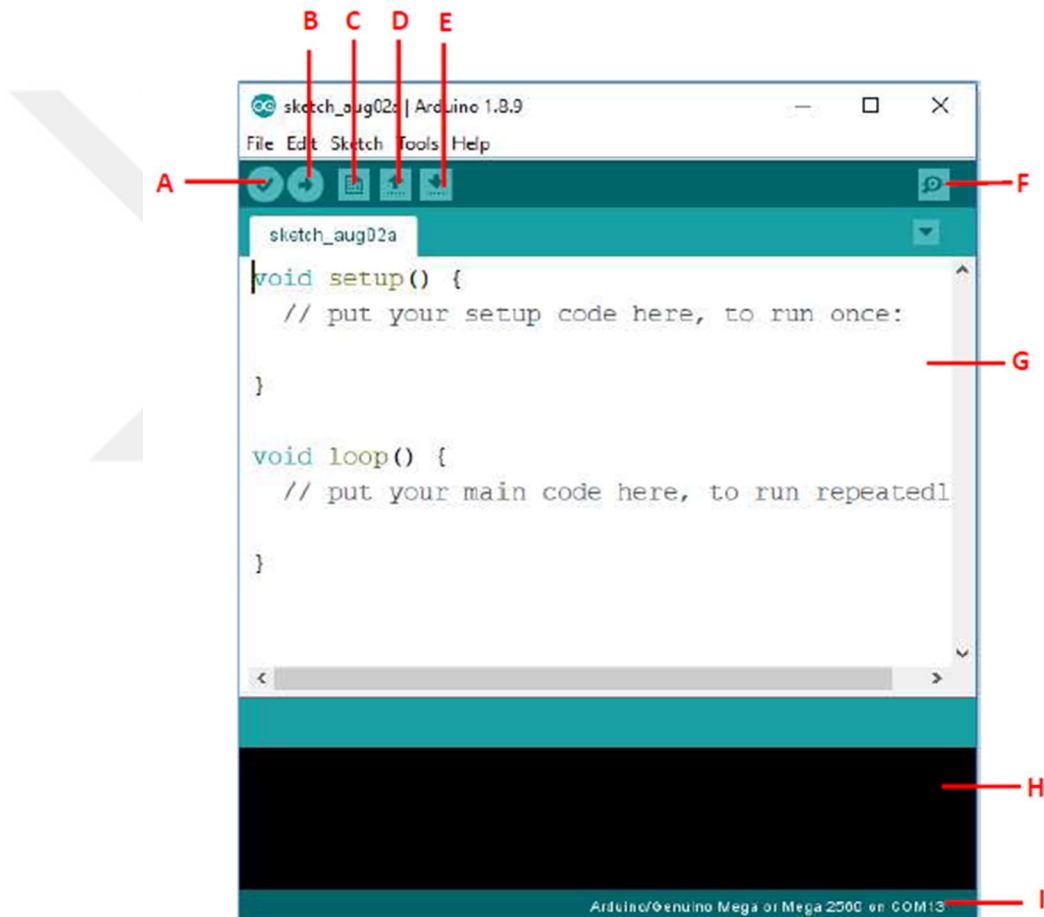 B C D E
sketch_aug02a | Arduino 1.8.9
File Edit Sketch Tools Help
A
F
sketch_aug02a
void setup() {
// put your setup code here, to run once:
G
}
void loop() {
// put your main code here, to run repeatedl
}
H
Arduino/Genuino Mega or Mega 2560 on COM13
I